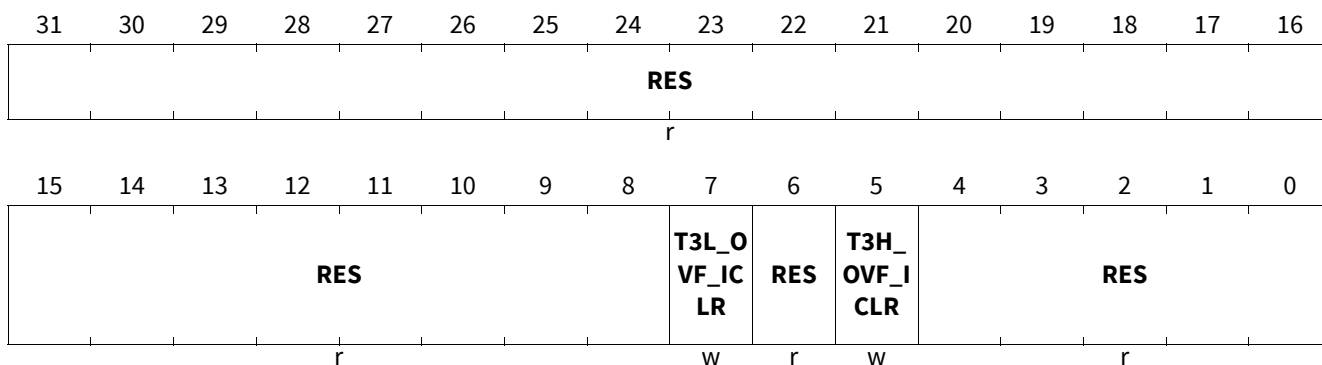 31 30 29 28 27 26 25 24 23 22 21 20 19 18 17 16
RES
r
15 14 13 12 11 10 9 8 7 6 5 4 3 2 1 0
T3L_O T3H_
RES VF_IC RES OVF_I RES
LR CLR
r w r w r